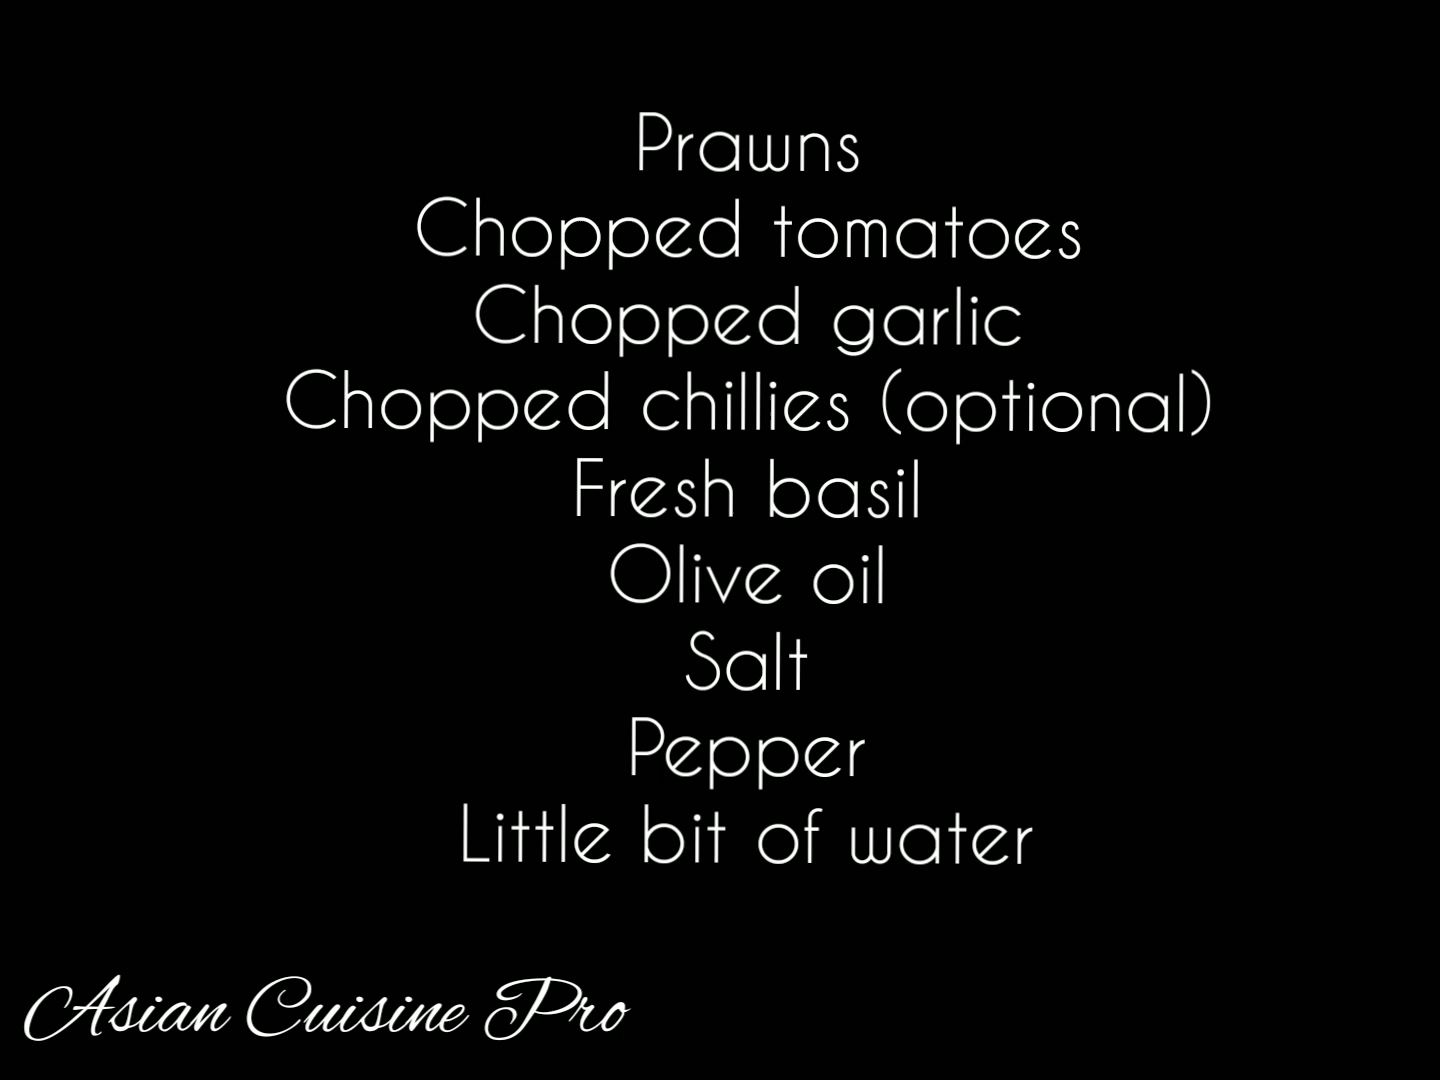 Prawns
Chopped tomatoes
Chopped garlic
Chopped chillies (optional)
Fresh basil
Olive oil
Salt
Pepper
Little bit of water
Asian Cuisine Pro